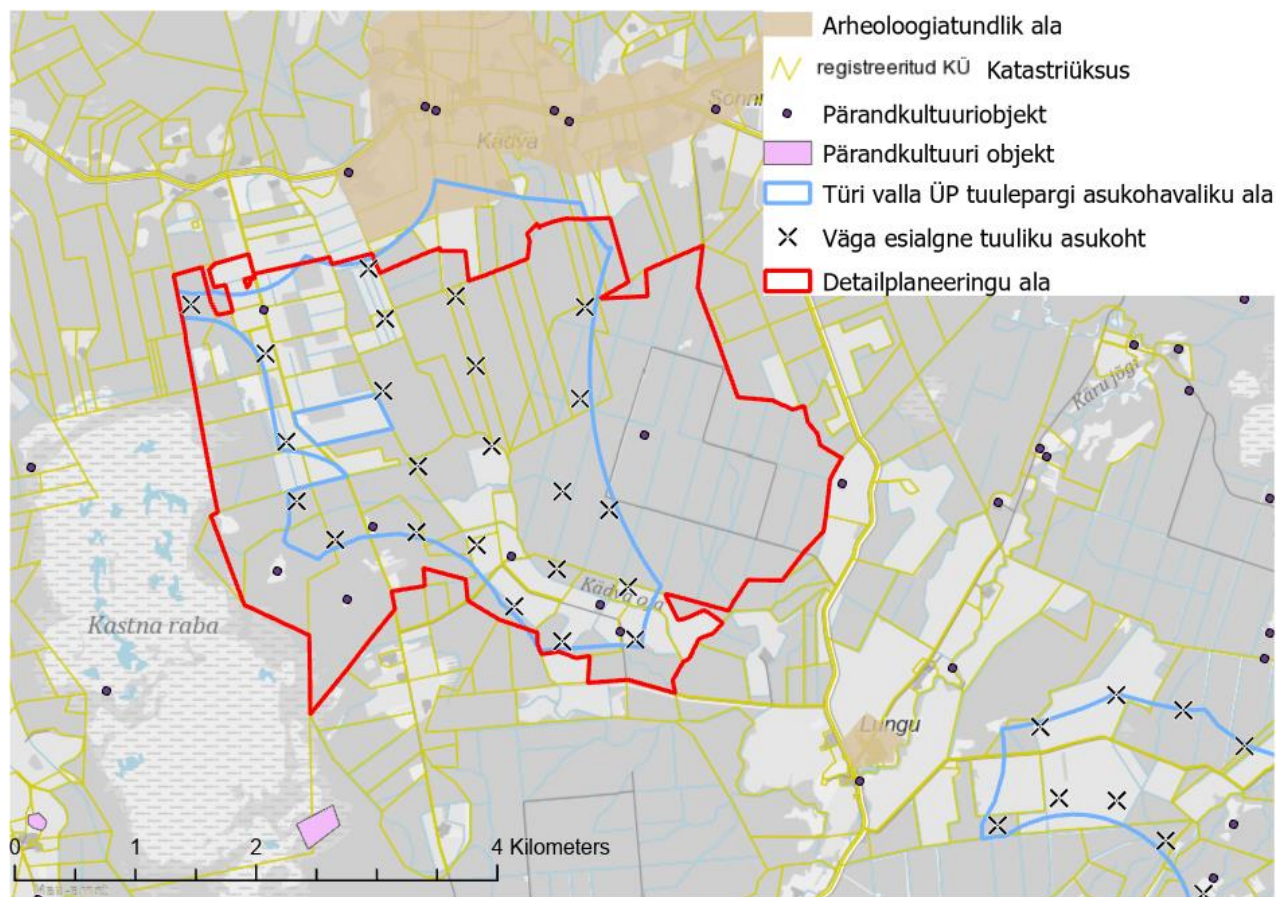 Arheoloogiatundlik ala
registreeritud KÜ Katastriüksus
Pärandkultuuriobjekt
Pärandkultuuri objekt
Türi valla ÜP tuulepargi asukohavaliku ala
Väga esialgne tuuliku asukoht
Detailplaneeringu ala
Kädva
Käru jõgi
Kädva oja
Kastna raba
Lungu
0 1 2 4 Kilometers